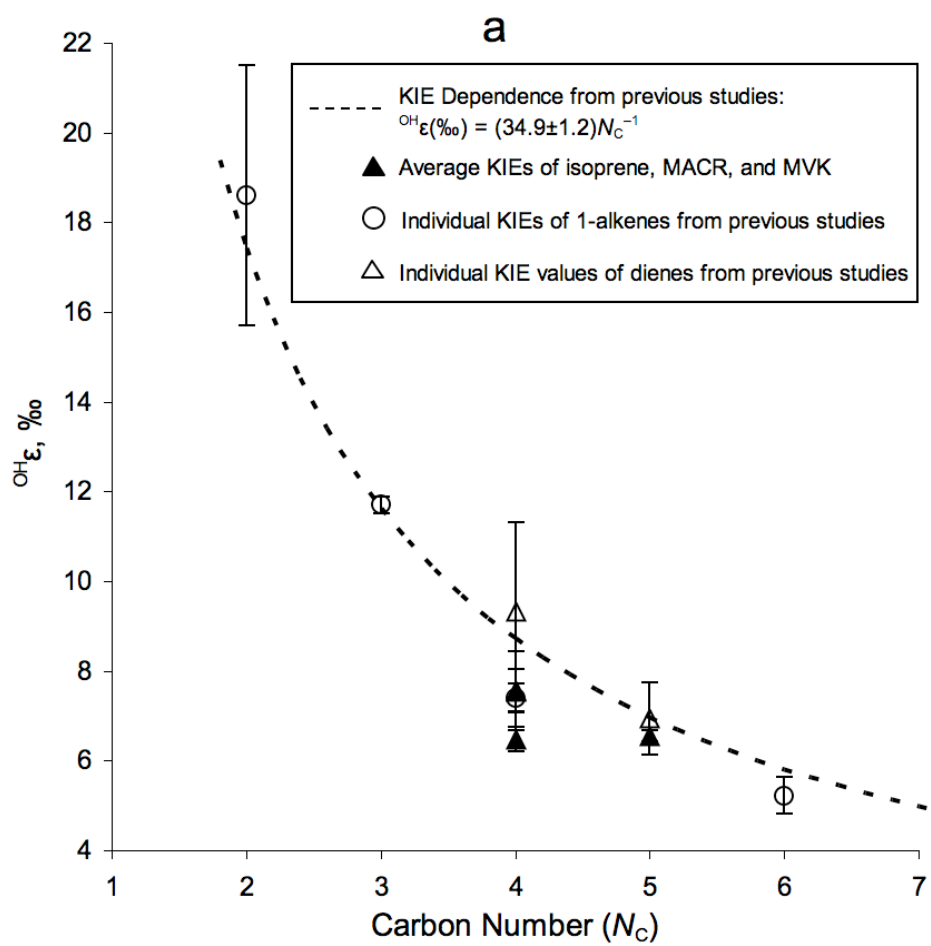 a
22
20
18
16
14
12
10
8
6
4
ᴼᴴε, ‰
KIE Dependence from previous studies:
ᴼᴴε(‰) = (34.9±1.2)N_C⁻¹
Average KIEs of isoprene, MACR, and MVK
Individual KIEs of 1-alkenes from previous studies
Individual KIE values of dienes from previous studies
1 2 3 4 5 6 7
Carbon Number (N_C)